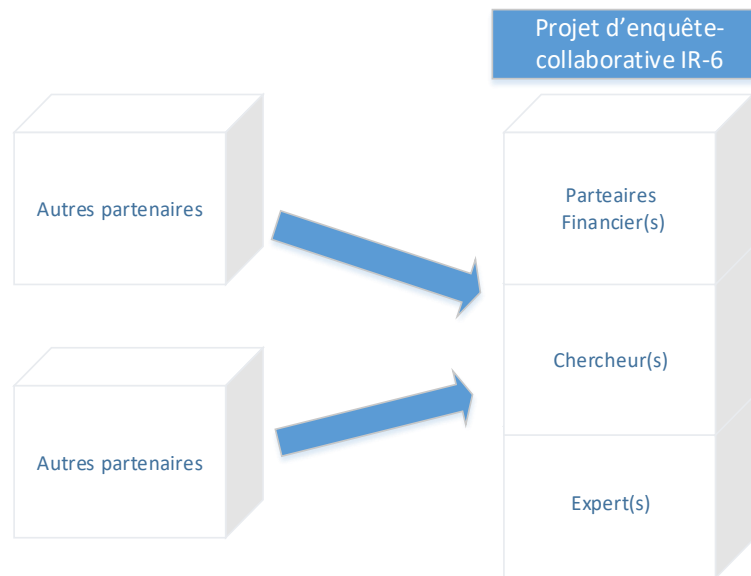 Projet d'enquête-
collaborative IR-6
Autres partenaires
Parteaires
Financier(s)
Chercheur(s)
Autres partenaires
Expert(s)